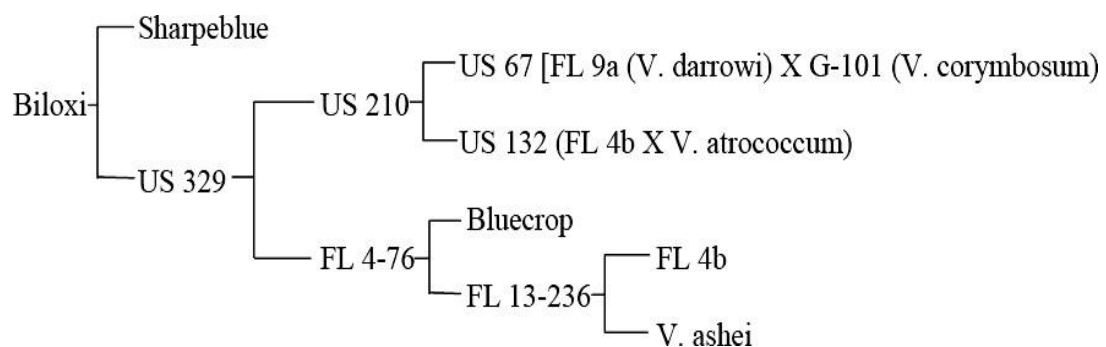 Sharpeblue
US 67 [FL 9a (V. darrowi) X G-101 (V. corymbosum)
Biloxi
US 210
US 132 (FL 4b X V. atrococcum)
US 329
Bluecrop
FL 4-76
FL 4b
FL 13-236
V. ashei